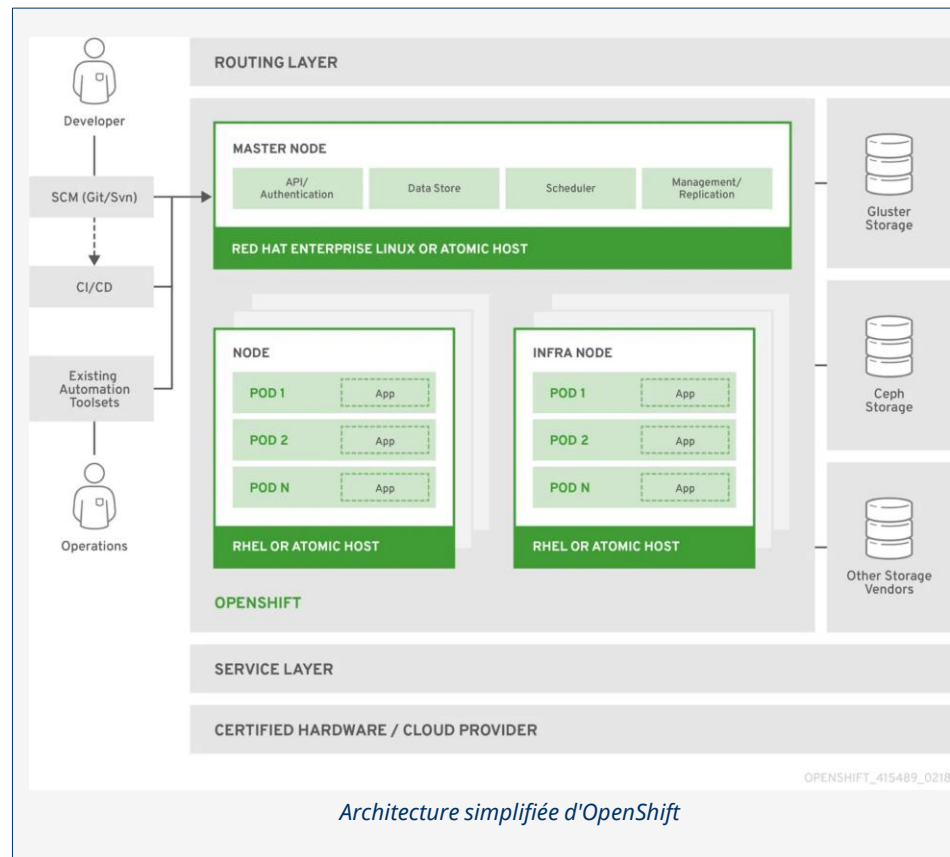 ROUTING LAYER
Developer
SCM (Git/Svn)
CI/CD
Existing
Automation
Toolsets
Operations
MASTER NODE
API/
Authentication
Data Store
Scheduler
Management/
Replication
RED HAT ENTERPRISE LINUX OR ATOMIC HOST
NODE
POD 1
App
POD 2
App
POD N
App
RHEL OR ATOMIC HOST
INFRA NODE
POD 1
App
POD 2
App
POD N
App
RHEL OR ATOMIC HOST
OPENSHIFT
Gluster
Storage
Ceph
Storage
Other Storage
Vendors
SERVICE LAYER
CERTIFIED HARDWARE / CLOUD PROVIDER
OPENSHIFT_415489_0218
Architecture simplifiée d'OpenShift